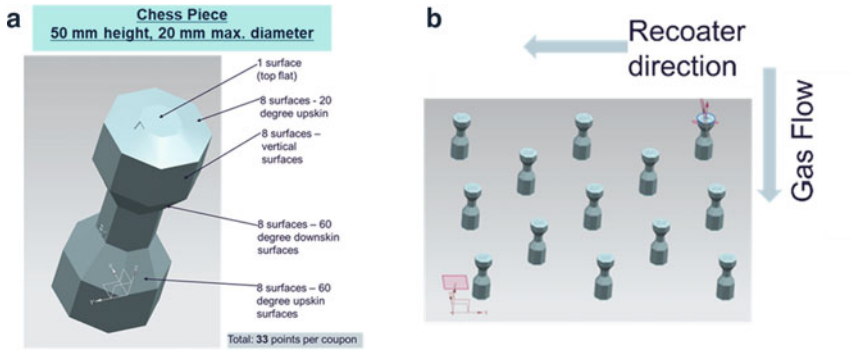 a
Chess Piece
50 mm height, 20 mm max. diameter
1 surface
(top flat)
8 surfaces - 20
degree upskin
8 surfaces –
vertical
surfaces
8 surfaces – 60
degree downskin
surfaces
8 surfaces – 60
degree upskin
surfaces
Total: 33 points per coupon
b
Recoater
direction
Gas Flow